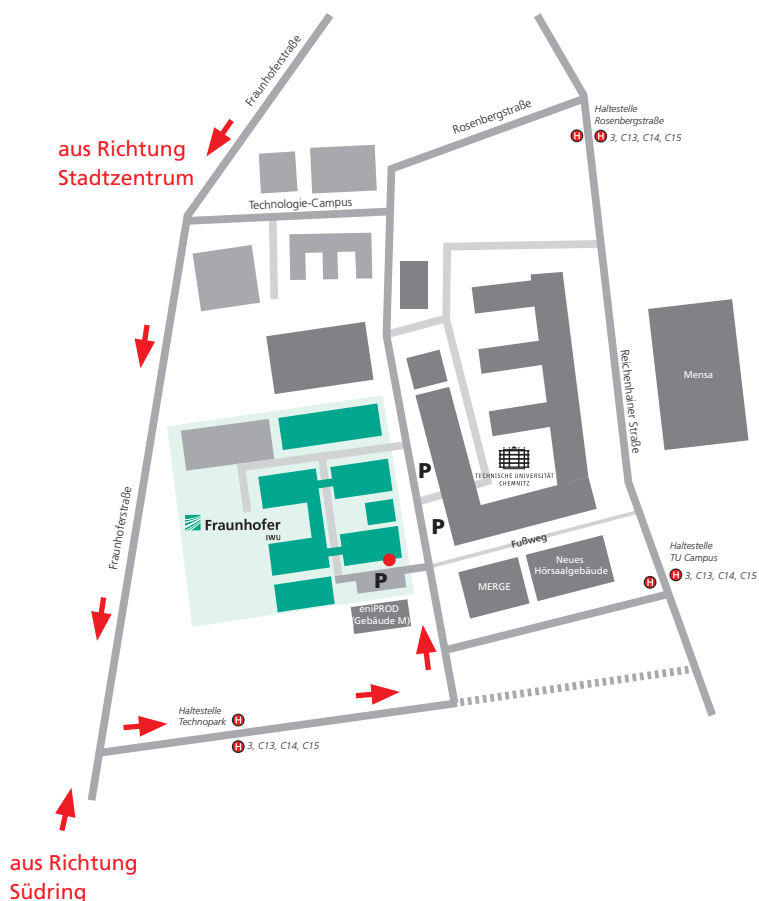 Fraunhoferstraße
Rosenbergstraße
Haltestelle
Rosenbergstraße
H H 3, C13, C14, C15
aus Richtung
Stadtzentrum
Technologie-Campus
Reichenhainer Straße
Mensa
P
TECHNISCHE UNIVERSITÄT
CHEMNITZ
Fraunhoferstraße
Fraunhofer
IWU
P
Fußweg
Haltestelle
TU Campus
H H 3, C13, C14, C15
Neues
Hörsaalgebäude
MERGE
P
eniPROD
(Gebäude M)
Haltestelle
Technopark H
H 3, C13, C14, C15
aus Richtung
Südring